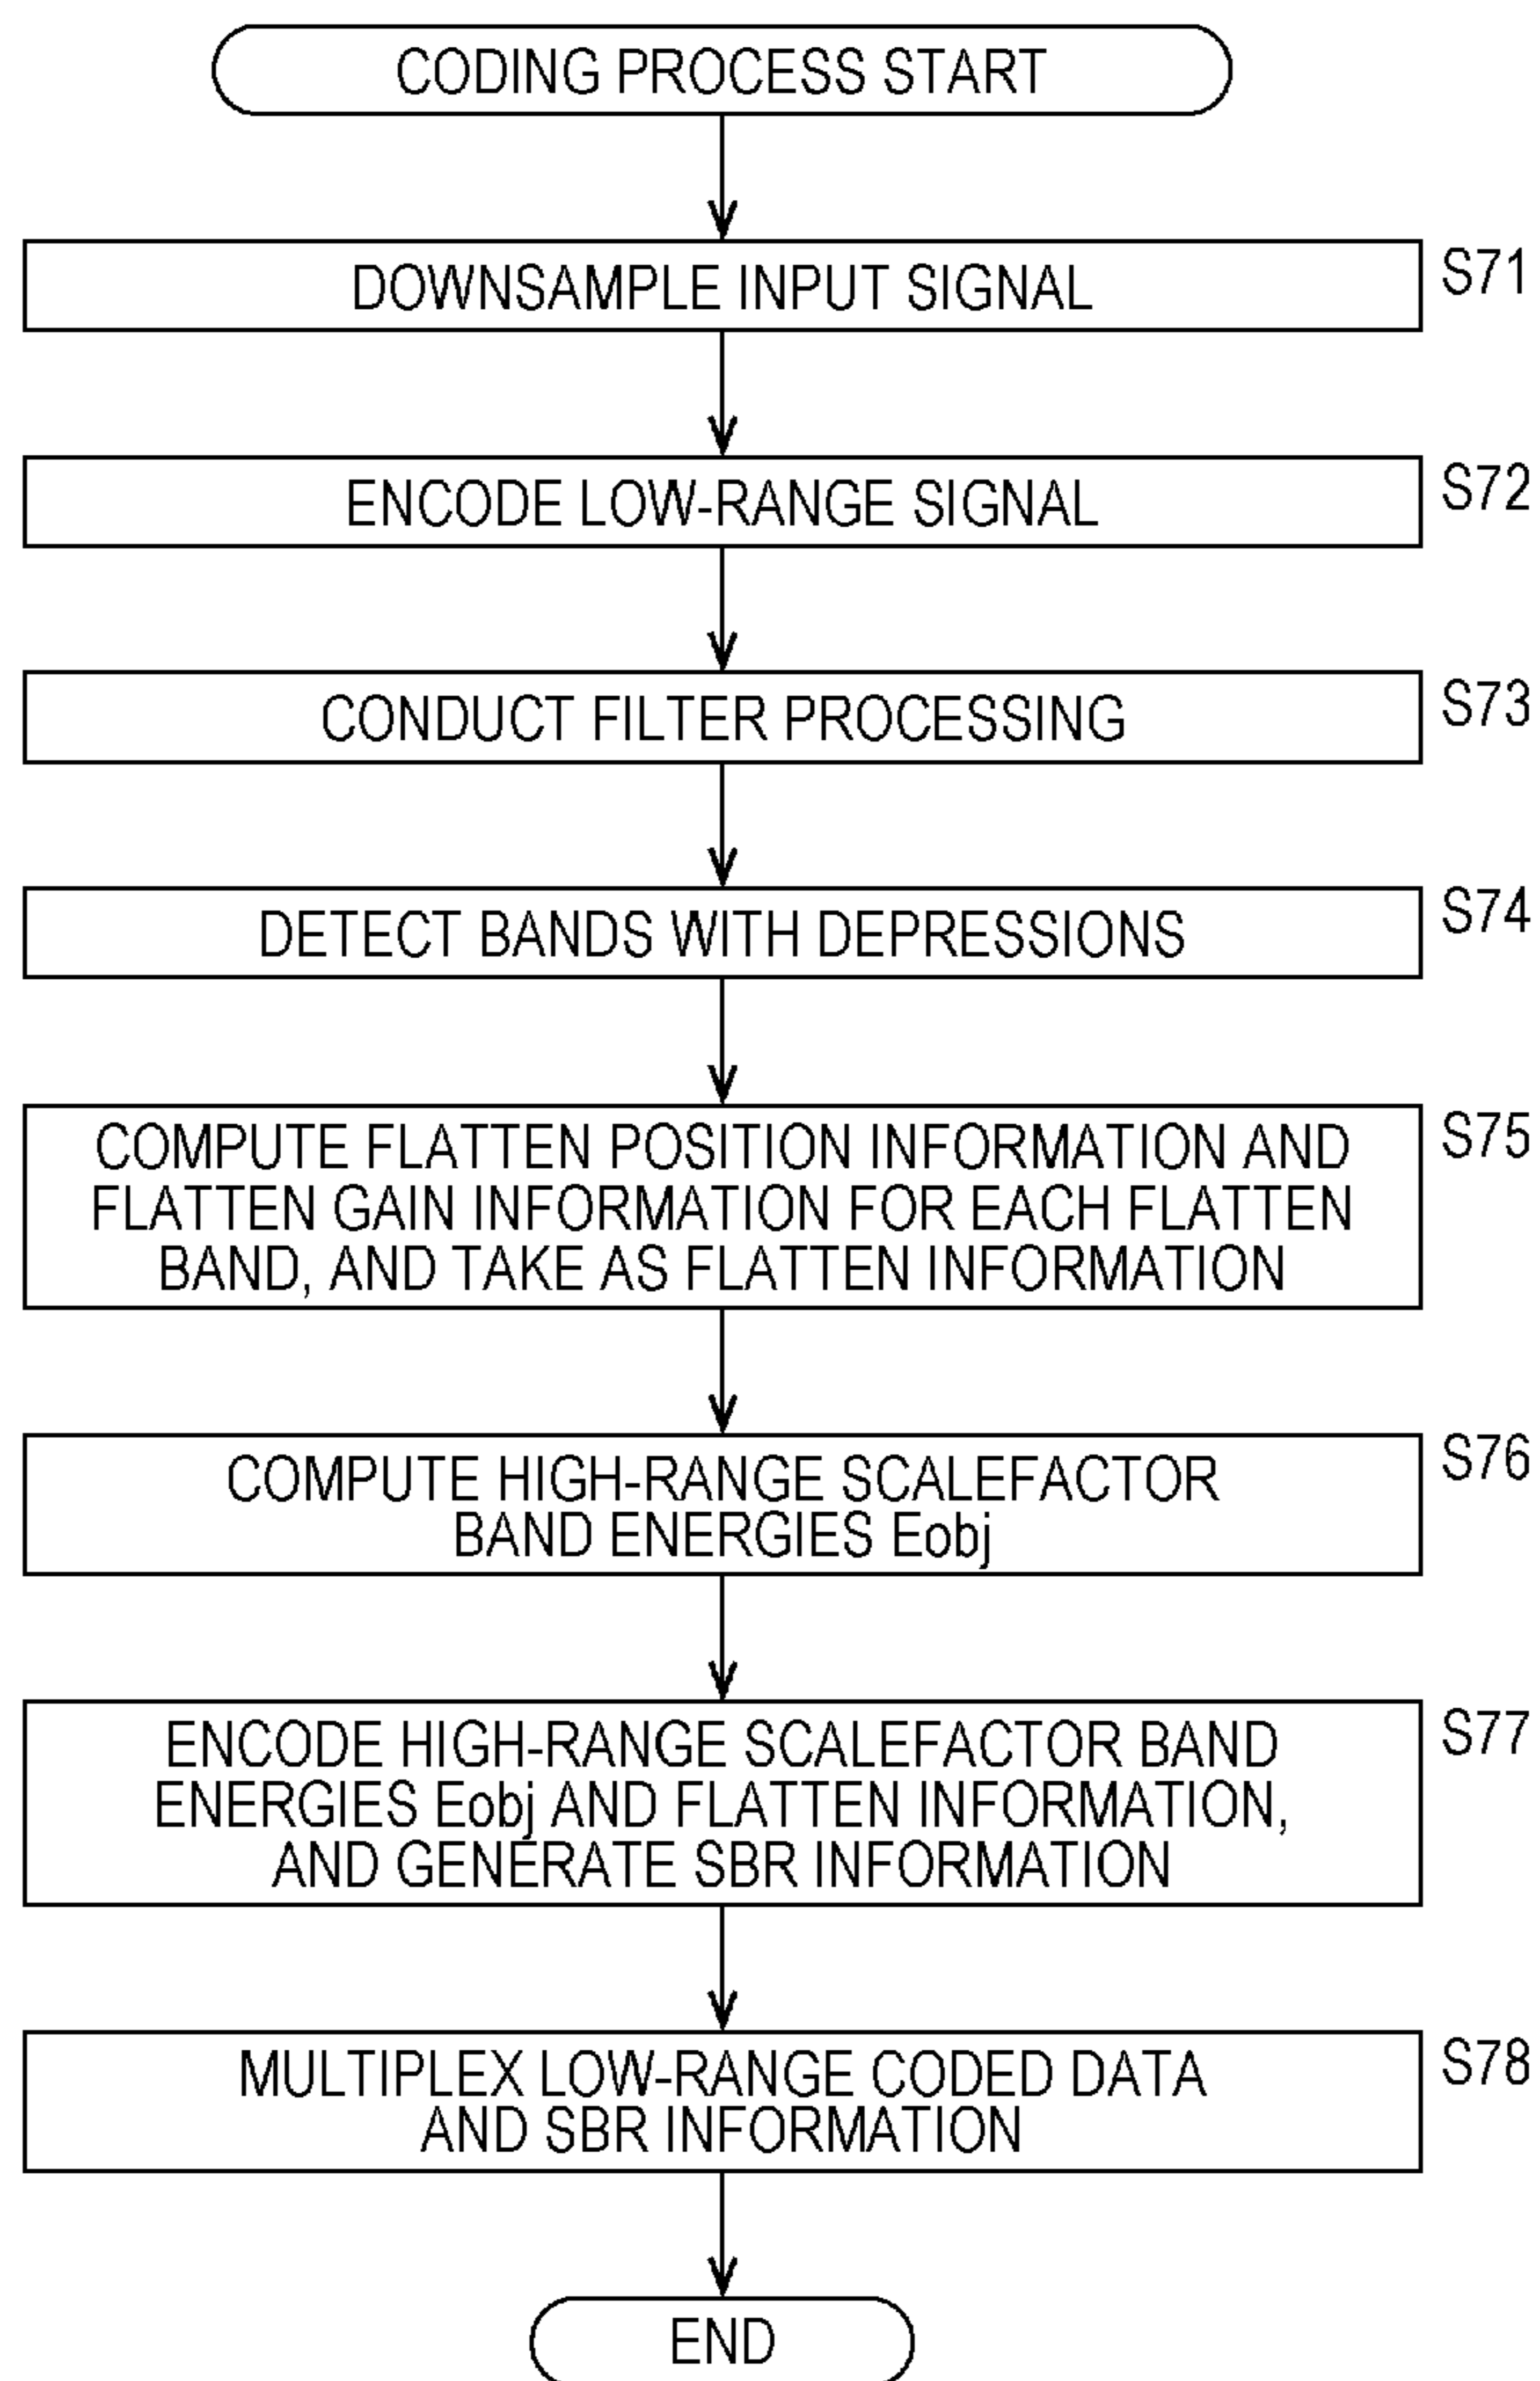 CODING PROCESS START
DOWNSAMPLE INPUT SIGNAL
S71
ENCODE LOW-RANGE SIGNAL
S72
CONDUCT FILTER PROCESSING
S73
DETECT BANDS WITH DEPRESSIONS
S74
COMPUTE FLATTEN POSITION INFORMATION AND
FLATTEN GAIN INFORMATION FOR EACH FLATTEN
BAND, AND TAKE AS FLATTEN INFORMATION
S75
COMPUTE HIGH-RANGE SCALEFACTOR
BAND ENERGIES Eobj
S76
ENCODE HIGH-RANGE SCALEFACTOR BAND
ENERGIES Eobj AND FLATTEN INFORMATION,
AND GENERATE SBR INFORMATION
S77
MULTIPLEX LOW-RANGE CODED DATA
AND SBR INFORMATION
S78
END